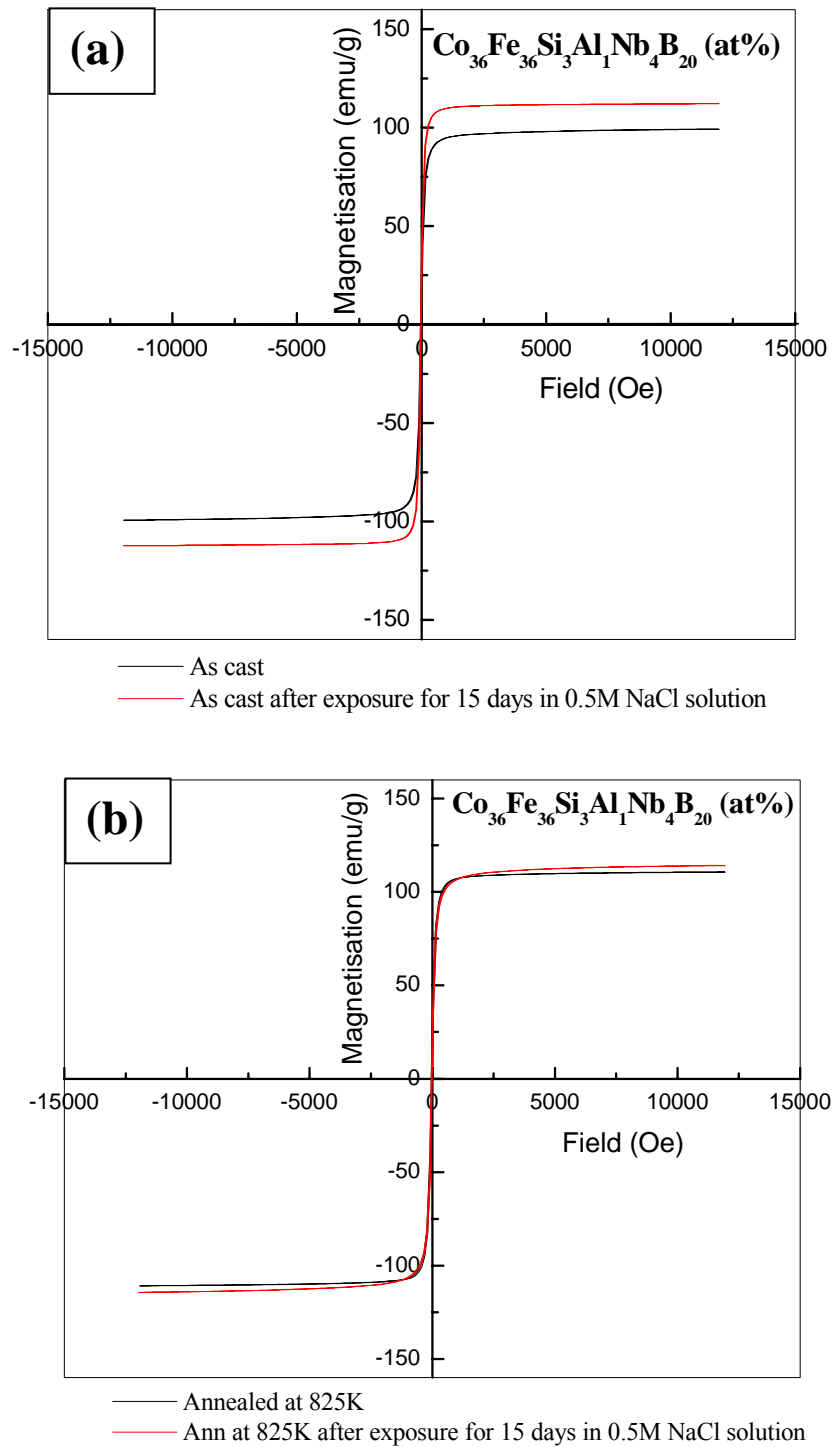 (a)
Co36Fe36Si3Al1Nb4B20 (at%)
Magnetisation (emu/g)
150
100
50
0
-50
-100
-150
-15000 -10000 -5000 0 5000 10000 15000
Field (Oe)
As cast
As cast after exposure for 15 days in 0.5M NaCl solution
(b)
Co36Fe36Si3Al1Nb4B20 (at%)
Magnetisation (emu/g)
150
100
50
0
-50
-100
-150
-15000 -10000 -5000 0 5000 10000 15000
Field (Oe)
Annealed at 825K
Ann at 825K after exposure for 15 days in 0.5M NaCl solution